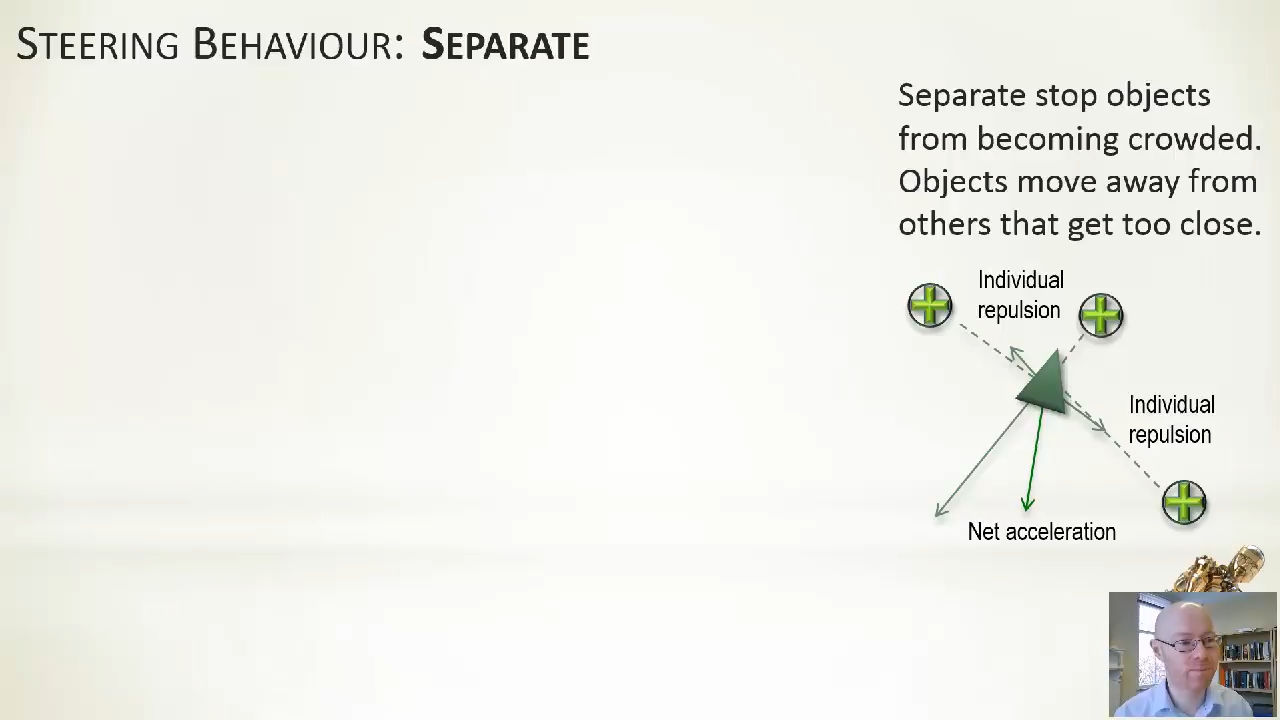 STEERING BEHAVIOUR: SEPARATE
Separate stop objects
from becoming crowded.
Objects move away from
others that get too close.
Individual
repulsion
Individual
repulsion
Net acceleration